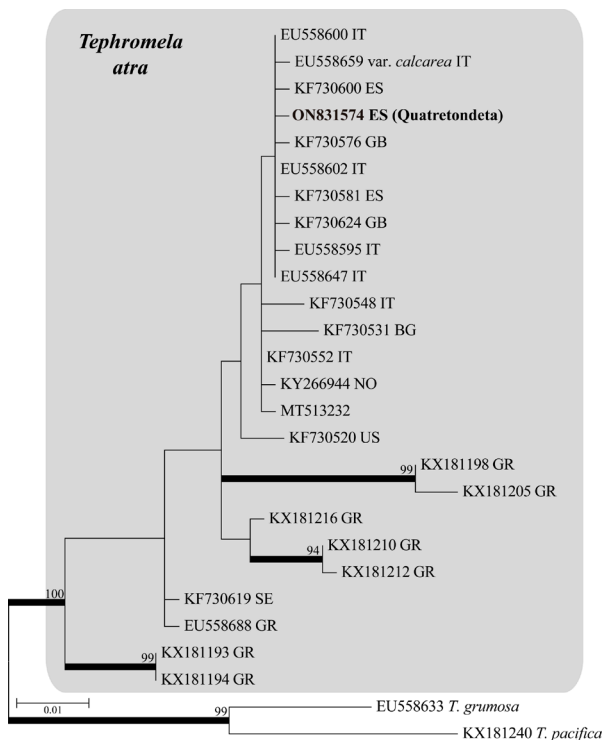 Tephromela
atra
EU558600 IT
EU558659 var. calcarea IT
KF730600 ES
ON831574 ES (Quatretondeta)
KF730576 GB
EU558602 IT
KF730581 ES
KF730624 GB
EU558595 IT
EU558647 IT
KF730548 IT
KF730531 BG
KF730552 IT
KY266944 NO
MT513232
KF730520 US
99
KX181198 GR
KX181205 GR
KX181216 GR
94
KX181210 GR
KX181212 GR
100
KF730619 SE
EU558688 GR
99
KX181193 GR
KX181194 GR
0.01
99
EU558633 T. grumosa
KX181240 T. pacifica